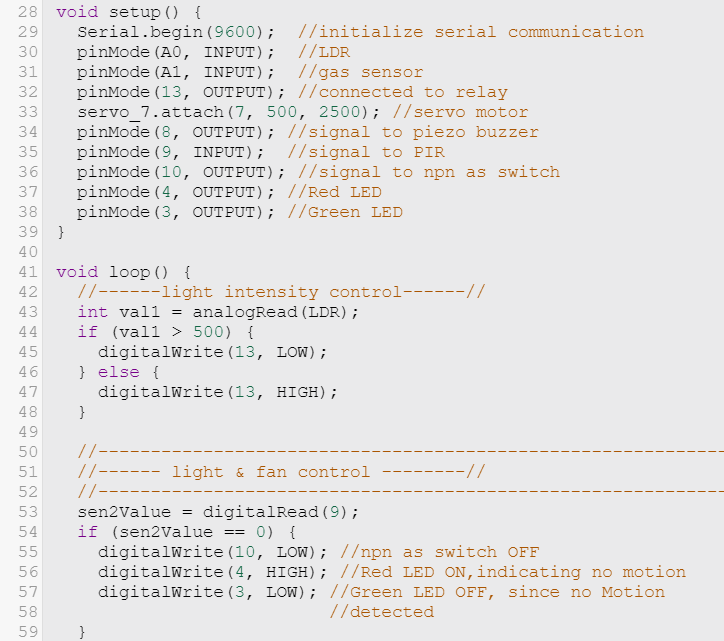 28 void setup() {
29   Serial.begin(9600);  //initialize serial communication
30   pinMode(A0, INPUT);  //LDR
31   pinMode(A1, INPUT);  //gas sensor
32   pinMode(13, OUTPUT); //connected to relay
33   servo_7.attach(7, 500, 2500); //servo motor
34   pinMode(8, OUTPUT); //signal to piezo buzzer
35   pinMode(9, INPUT);  //signal to PIR
36   pinMode(10, OUTPUT); //signal to npn as switch
37   pinMode(4, OUTPUT); //Red LED
38   pinMode(3, OUTPUT); //Green LED
39 }
40
41 void loop() {
42   //------light intensity control------//
43   int val1 = analogRead(LDR);
44   if (val1 > 500) {
45     digitalWrite(13, LOW);
46   } else {
47     digitalWrite(13, HIGH);
48   }
49
50   //------------------------------------------------------------
51   //------ light & fan control --------//
52   //------------------------------------------------------------
53   sen2Value = digitalRead(9);
54   if (sen2Value == 0) {
55     digitalWrite(10, LOW); //npn as switch OFF
56     digitalWrite(4, HIGH); //Red LED ON,indicating no motion
57     digitalWrite(3, LOW); //Green LED OFF, since no Motion
58                           //detected
59   }